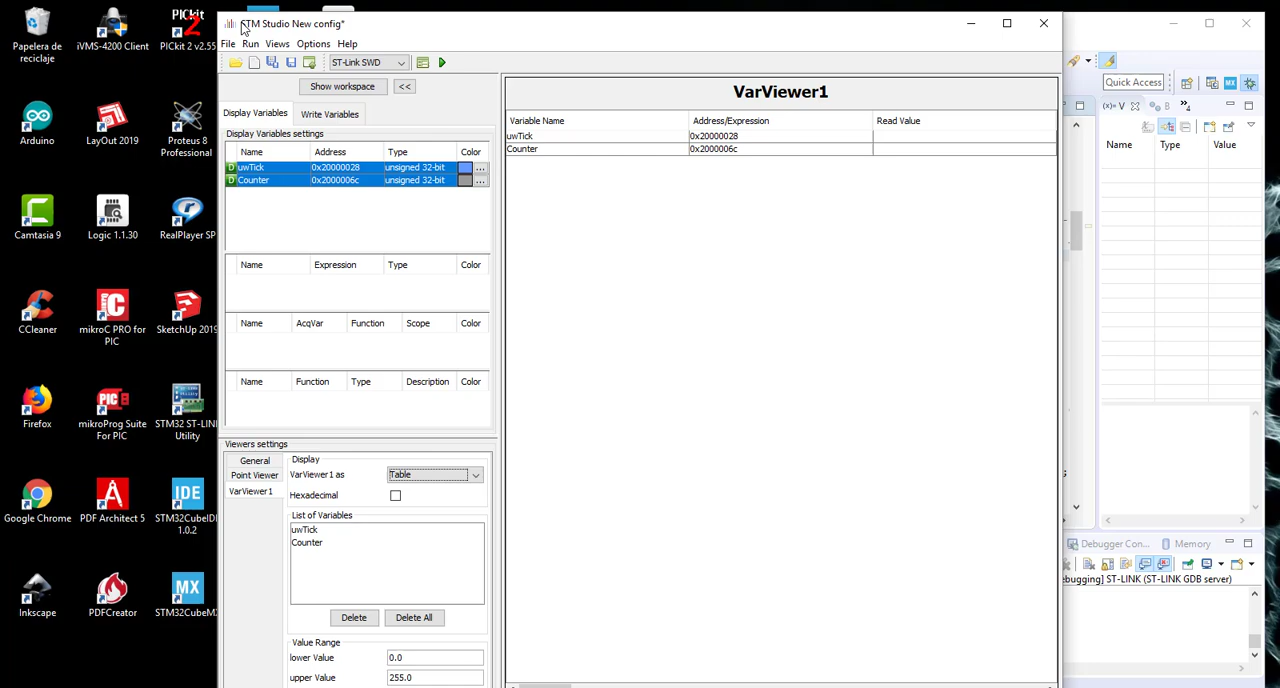 Papelera de reciclaje
iVMS-4200 Client
PICkit 2
PICkit 2 v2.55
Arduino
LayOut 2019
Proteus 8 Professional
Camtasia 9
Logic 1.1.30
RealPlayer SP
CCleaner
mikroC PRO for PIC
SketchUp 2019
Firefox
mikroProg Suite For PIC
STM32 ST-LINK Utility
Google Chrome
PDF Architect 5
IDE
STM32CubeIDE 1.0.2
Inkscape
PDFCreator
MX
STM32CubeMX
STM Studio New config*
File Run Views Options Help
ST-Link SWD
Show workspace <<
Display Variables Write Variables
Display Variables settings
Name Address Type Color
D uwTick 0x20000028 unsigned 32-bit ...
D Counter 0x2000006c unsigned 32-bit ...
Name Expression Type Color
Name AcqVar Function Scope Color
Name Function Type Description Color
Viewers settings
General
Point Viewer
VarViewer1
Display
VarViewer1 as Table
Hexadecimal
List of Variables
uwTick
Counter
Delete Delete All
Value Range
lower Value 0.0
upper Value 255.0
VarViewer1
Variable Name Address/Expression Read Value
uwTick 0x20000028
Counter 0x2000006c
Quick Access
MX
(x)= V
Name Type Value
Debugger Con... Memory
ebugging] ST-LINK (ST-LINK GDB server)